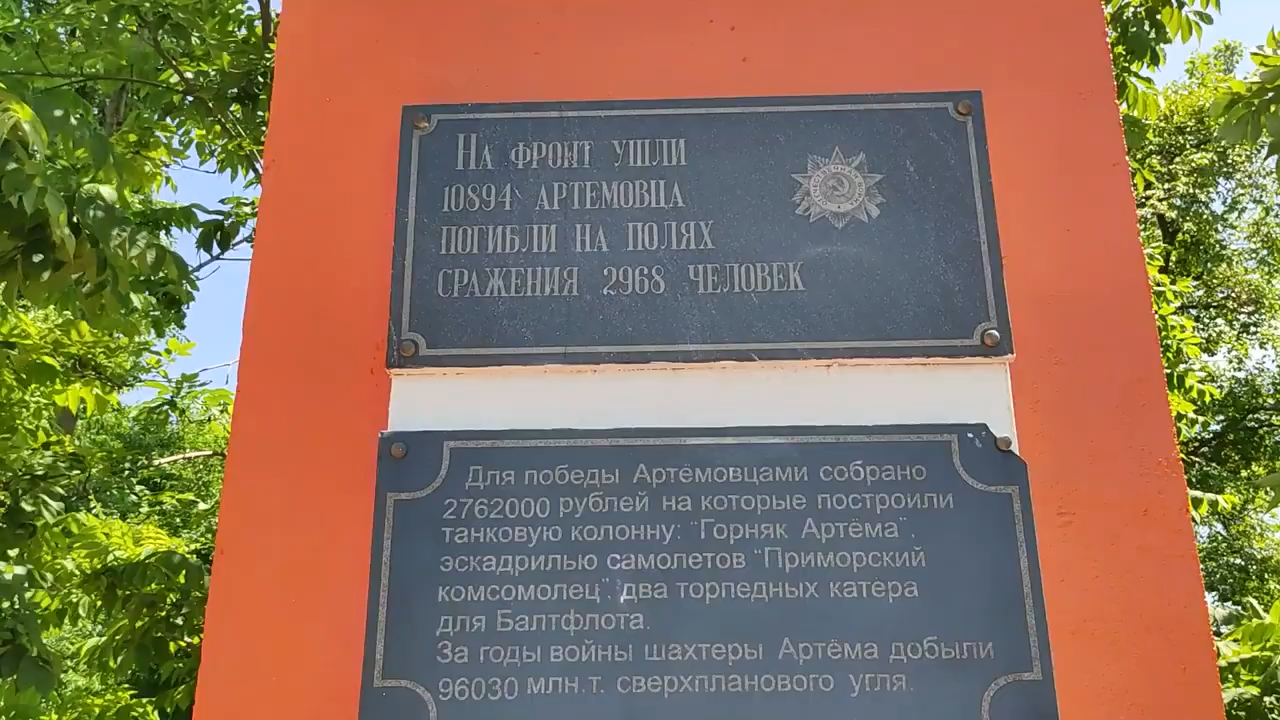 На фронт ушли
10894 артемовца
погибли на полях
сражения 2968 человек
Для победы Артёмовцами собрано
2762000 рублей на которые построили
танковую колонну: "Горняк Артёма",
эскадрилью самолетов "Приморский
комсомолец", два торпедных катера
для Балтфлота.
За годы войны шахтеры Артёма добыли
96030 млн.т. сверхпланового угля.